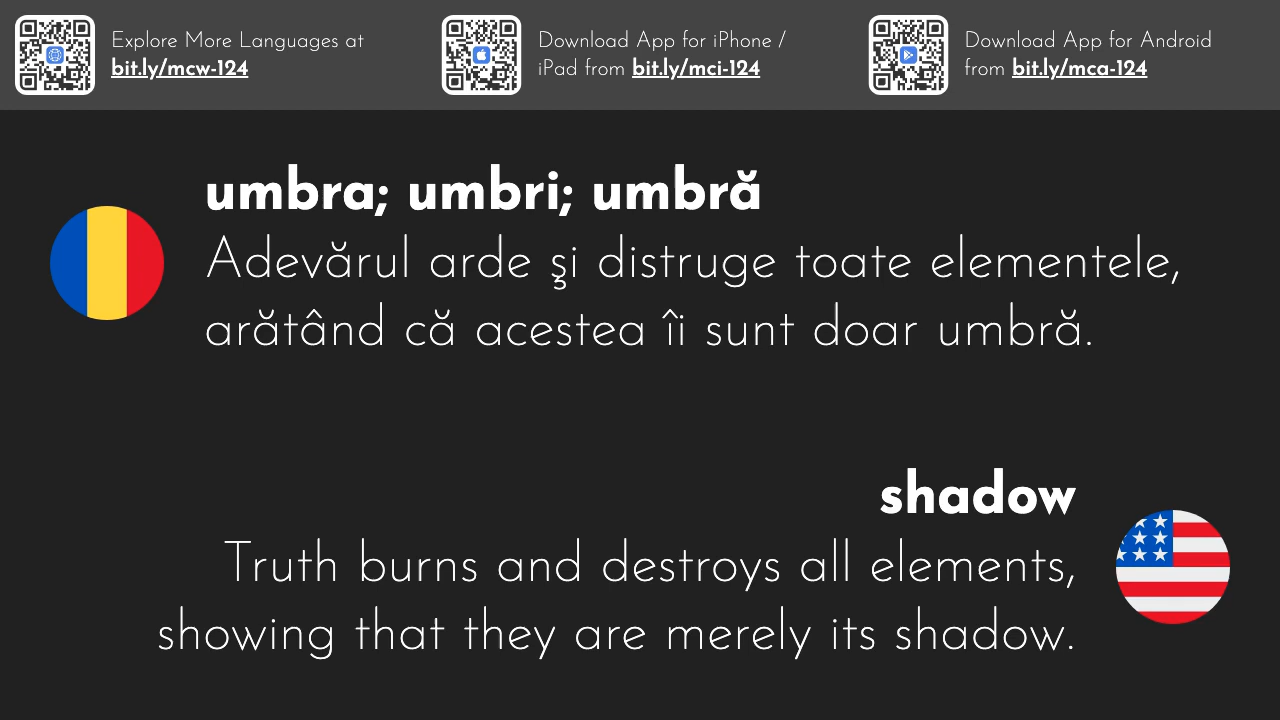 Explore More Languages at
bit.ly/mcw-124
Download App for iPhone /
iPad from bit.ly/mci-124
Download App for Android
from bit.ly/mca-124
umbra; umbri; umbră
Adevărul arde şi distruge toate elementele,
arătând că acestea îi sunt doar umbră.
shadow
Truth burns and destroys all elements,
showing that they are merely its shadow.